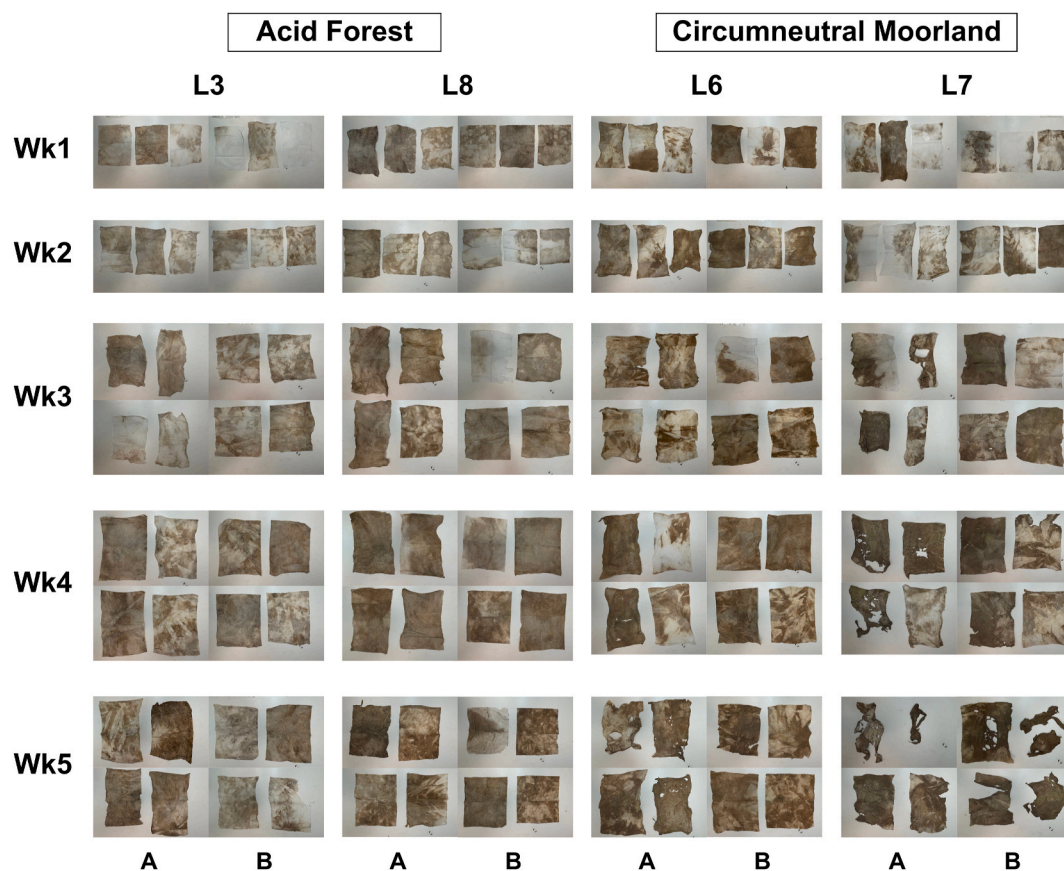 Acid Forest Circumneutral Moorland
L3 L8 L6 L7
Wk1
Wk2
Wk3
Wk4
Wk5
A B A B A B A B